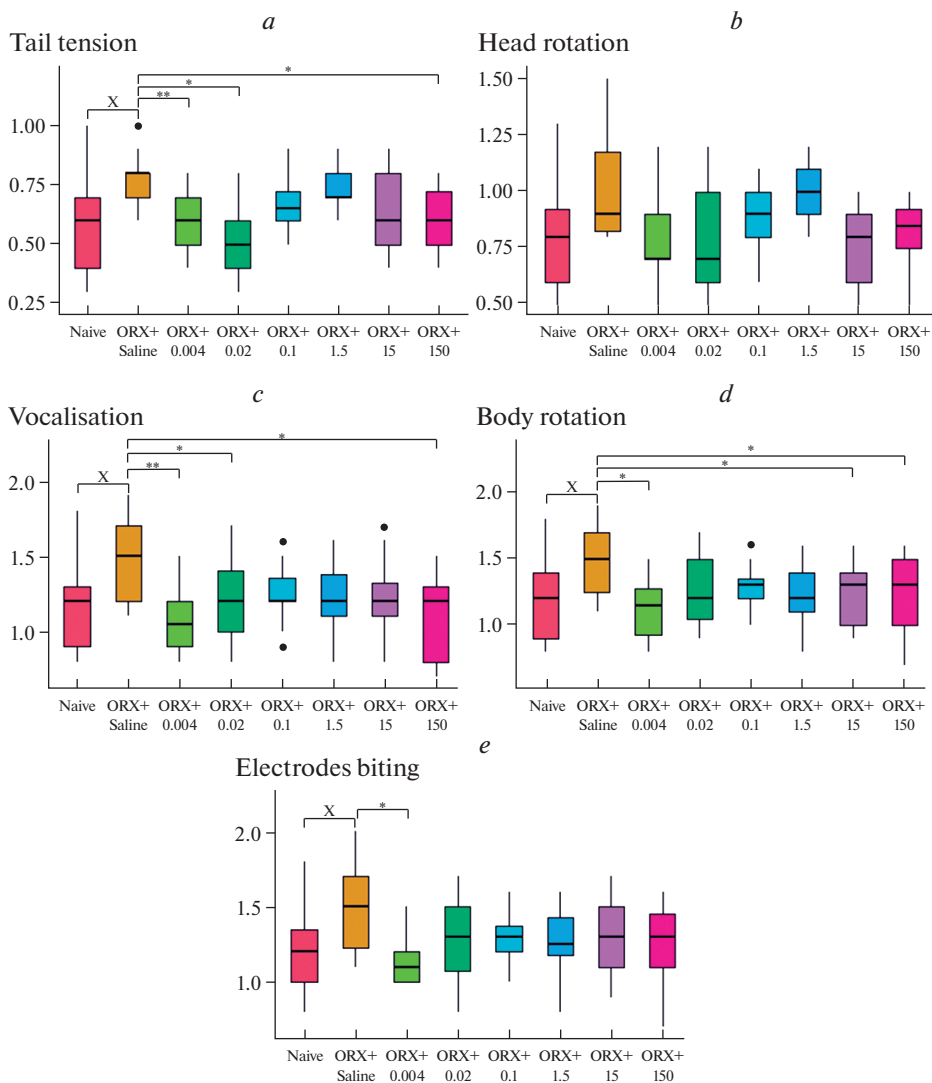 a
Tail tension
*
*
**
X
1.00
0.75
0.50
0.25
Naive ORX+ ORX+ ORX+ ORX+ ORX+ ORX+ ORX+
Saline 0.004 0.02 0.1 1.5 15 150
b
Head rotation
1.50
1.25
1.00
0.75
0.50
Naive ORX+ ORX+ ORX+ ORX+ ORX+ ORX+ ORX+
Saline 0.004 0.02 0.1 1.5 15 150
c
Vocalisation
*
*
**
X
2.0
1.5
1.0
Naive ORX+ ORX+ ORX+ ORX+ ORX+ ORX+ ORX+
Saline 0.004 0.02 0.1 1.5 15 150
d
Body rotation
*
*
*
X
2.0
1.5
1.0
Naive ORX+ ORX+ ORX+ ORX+ ORX+ ORX+ ORX+
Saline 0.004 0.02 0.1 1.5 15 150
e
Electrodes biting
X *
2.0
1.5
1.0
Naive ORX+ ORX+ ORX+ ORX+ ORX+ ORX+ ORX+
Saline 0.004 0.02 0.1 1.5 15 150